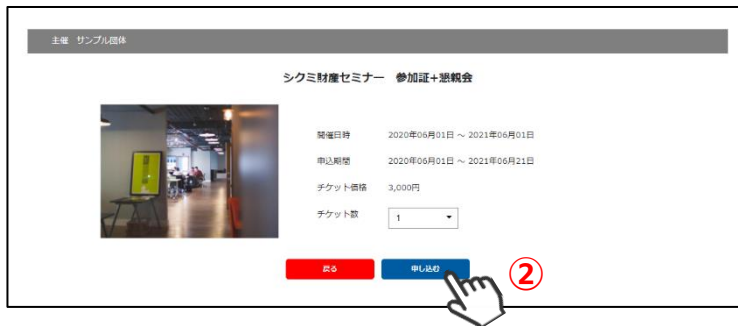 主催 サンプル団体
シクミ財産セミナー 参加証+懇親会
開催日時 2020年06月01日 ～ 2021年06月01日
申込期間 2020年06月01日 ～ 2021年06月21日
チケット価格 3,000円
チケット数 1
戻る 申し込む ②